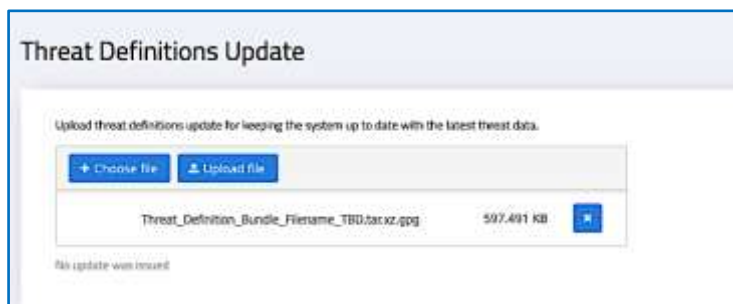 Threat Definitions Update
Upload threat definitions update for keeping the system up to date with the latest threat data.
+ Choose file Upload file
Threat_Definition_Bundle_Filename_TBD.tar.xz.gpg 597.491 KB
No update was issued